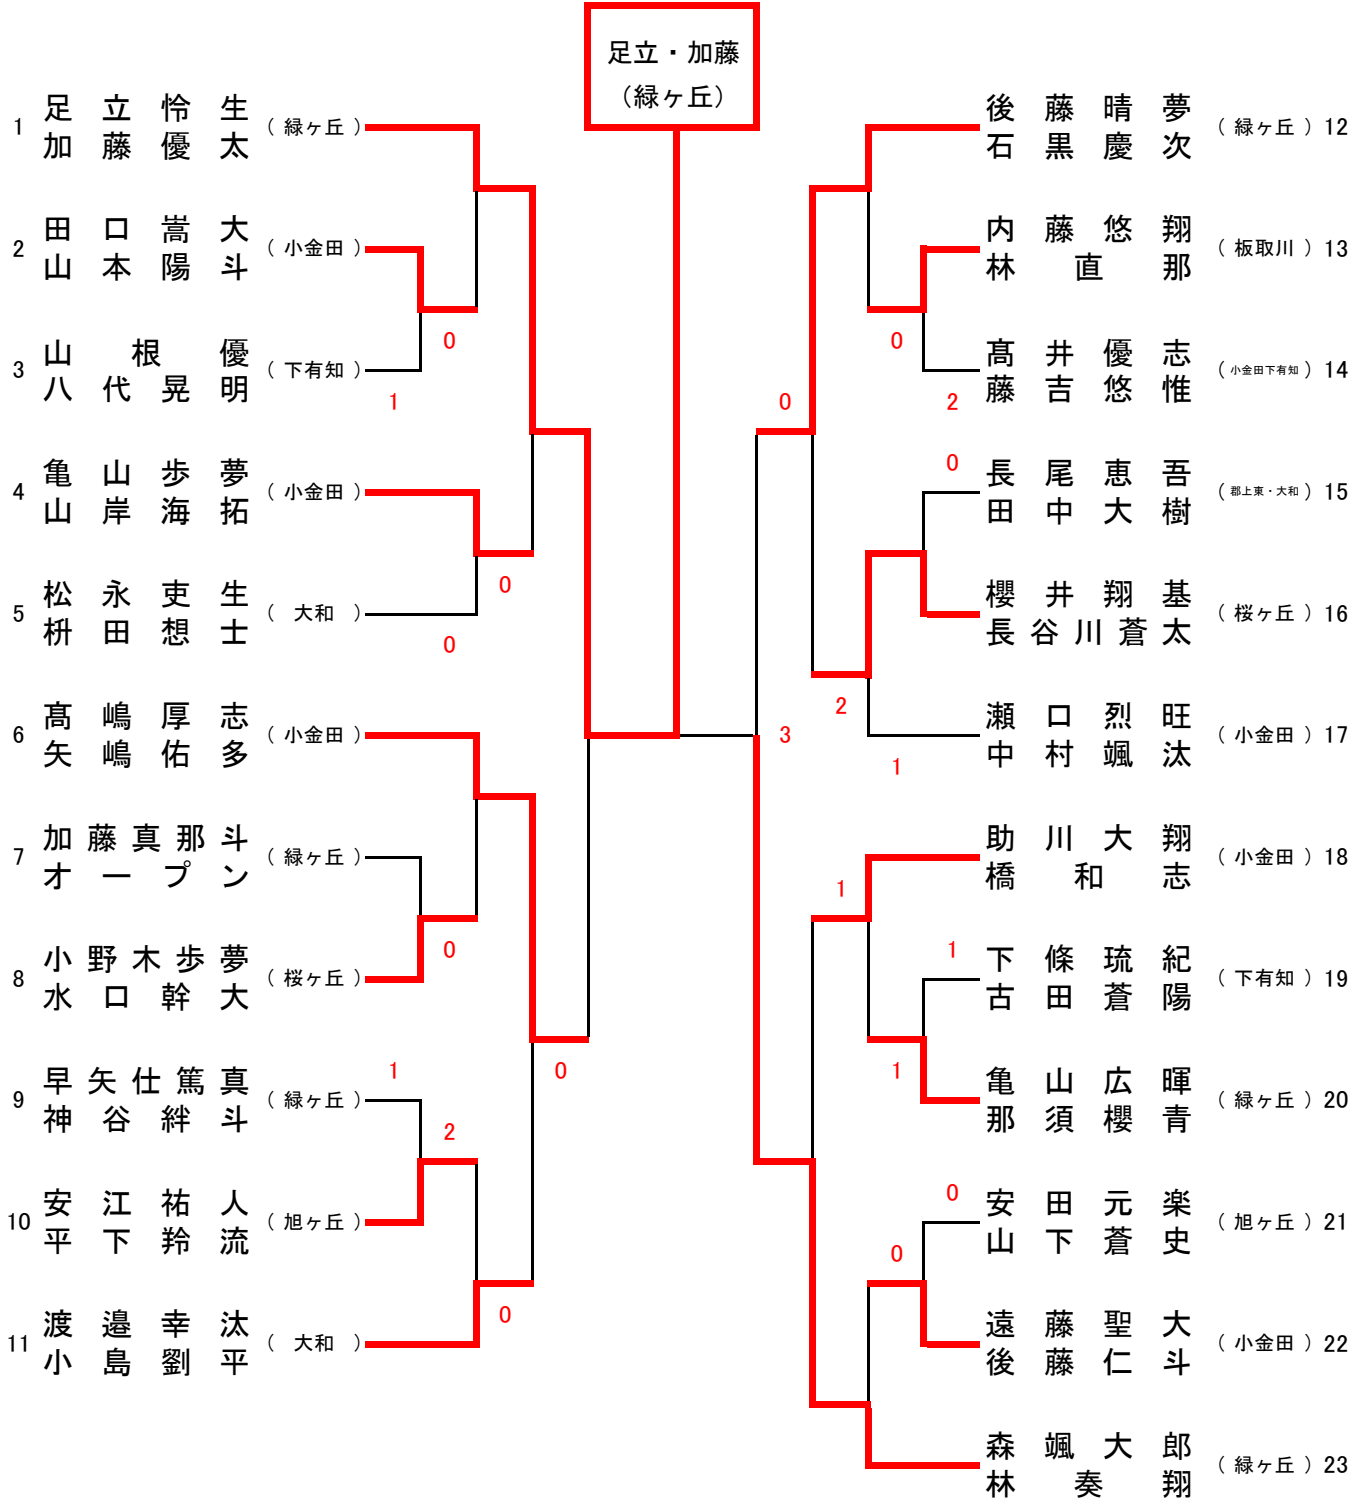 足立・加藤
（緑ヶ丘）
1 足立怜生 加藤優太 （緑ヶ丘）
2 田口嵩大 山本陽斗 （小金田）
0
3 山根優 八代晃明 （下有知）
1
4 亀山歩夢 山岸海拓 （小金田）
0
5 松永吏生 枡田想士 （大和）
0
6 髙嶋厚志 矢嶋佑多 （小金田）
7 加藤真那斗 オープン （緑ヶ丘）
0
8 小野木歩夢 水口幹大 （桜ヶ丘）
1
0
9 早矢仕篤真 神谷絆斗 （緑ヶ丘）
2
10 安江祐人 平下羚流 （旭ヶ丘）
0
11 渡邉幸汰 小島劉平 （大和）
後藤晴夢 石黒慶次 （緑ヶ丘）12
内藤悠翔 林直那 （板取川）13
0
髙井優志 藤吉悠惟 （小金田下有知）14
0
2
0
長尾恵吾 田中大樹 （郡上東・大和）15
櫻井翔基 長谷川蒼太 （桜ヶ丘）16
2
瀬口烈旺 中村颯汰 （小金田）17
3
1
助川大翔 橋和志 （小金田）18
1
1
下條琉紀 古田蒼陽 （下有知）19
1
亀山広暉 那須櫻青 （緑ヶ丘）20
0
安田元楽 山下蒼史 （旭ヶ丘）21
0
遠藤聖大 後藤仁斗 （小金田）22
森颯大郎 林奏翔 （緑ヶ丘）23